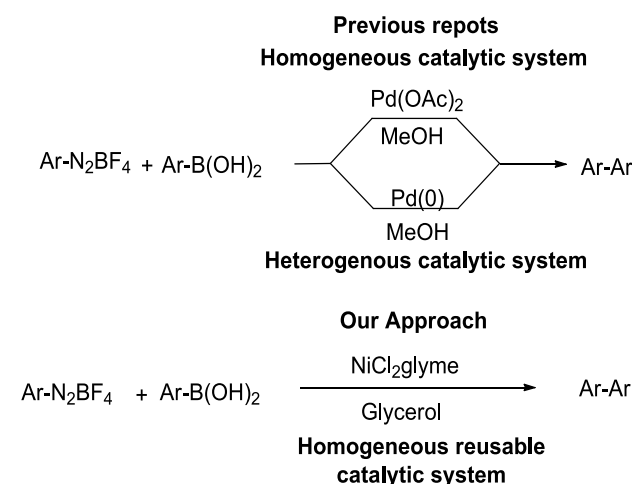 Previous repots
Homogeneous catalytic system
Pd(OAc)2
MeOH
Ar-N2BF4 + Ar-B(OH)2
Ar-Ar
Pd(0)
MeOH
Heterogenous catalytic system
Our Approach
NiCl2glyme
Ar-N2BF4 + Ar-B(OH)2
Ar-Ar
Glycerol
Homogeneous reusable
catalytic system